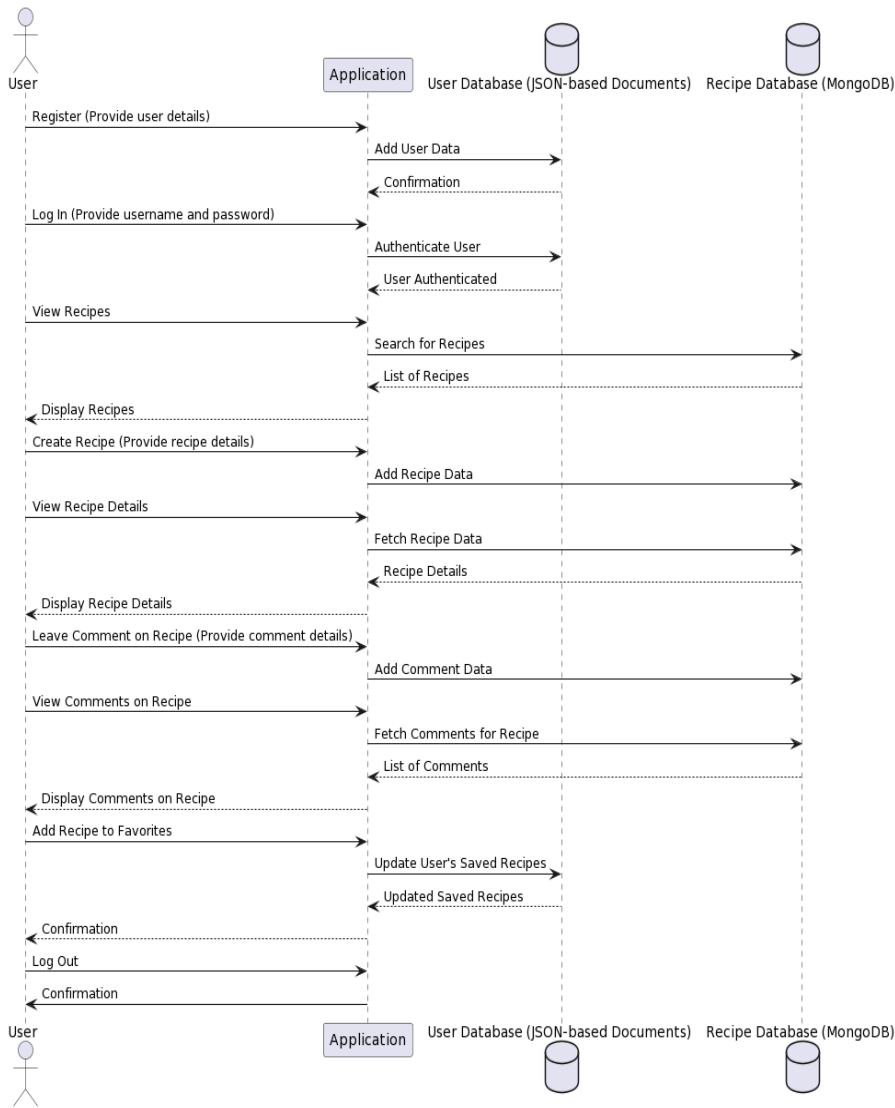 User
Application
User Database (JSON-based Documents)
Recipe Database (MongoDB)
Register (Provide user details)
Add User Data
Confirmation
Log In (Provide username and password)
Authenticate User
User Authenticated
View Recipes
Search for Recipes
List of Recipes
Display Recipes
Create Recipe (Provide recipe details)
Add Recipe Data
View Recipe Details
Fetch Recipe Data
Recipe Details
Display Recipe Details
Leave Comment on Recipe (Provide comment details)
Add Comment Data
View Comments on Recipe
Fetch Comments for Recipe
List of Comments
Display Comments on Recipe
Add Recipe to Favorites
Update User's Saved Recipes
Updated Saved Recipes
Confirmation
Log Out
Confirmation
User
Application
User Database (JSON-based Documents)
Recipe Database (MongoDB)